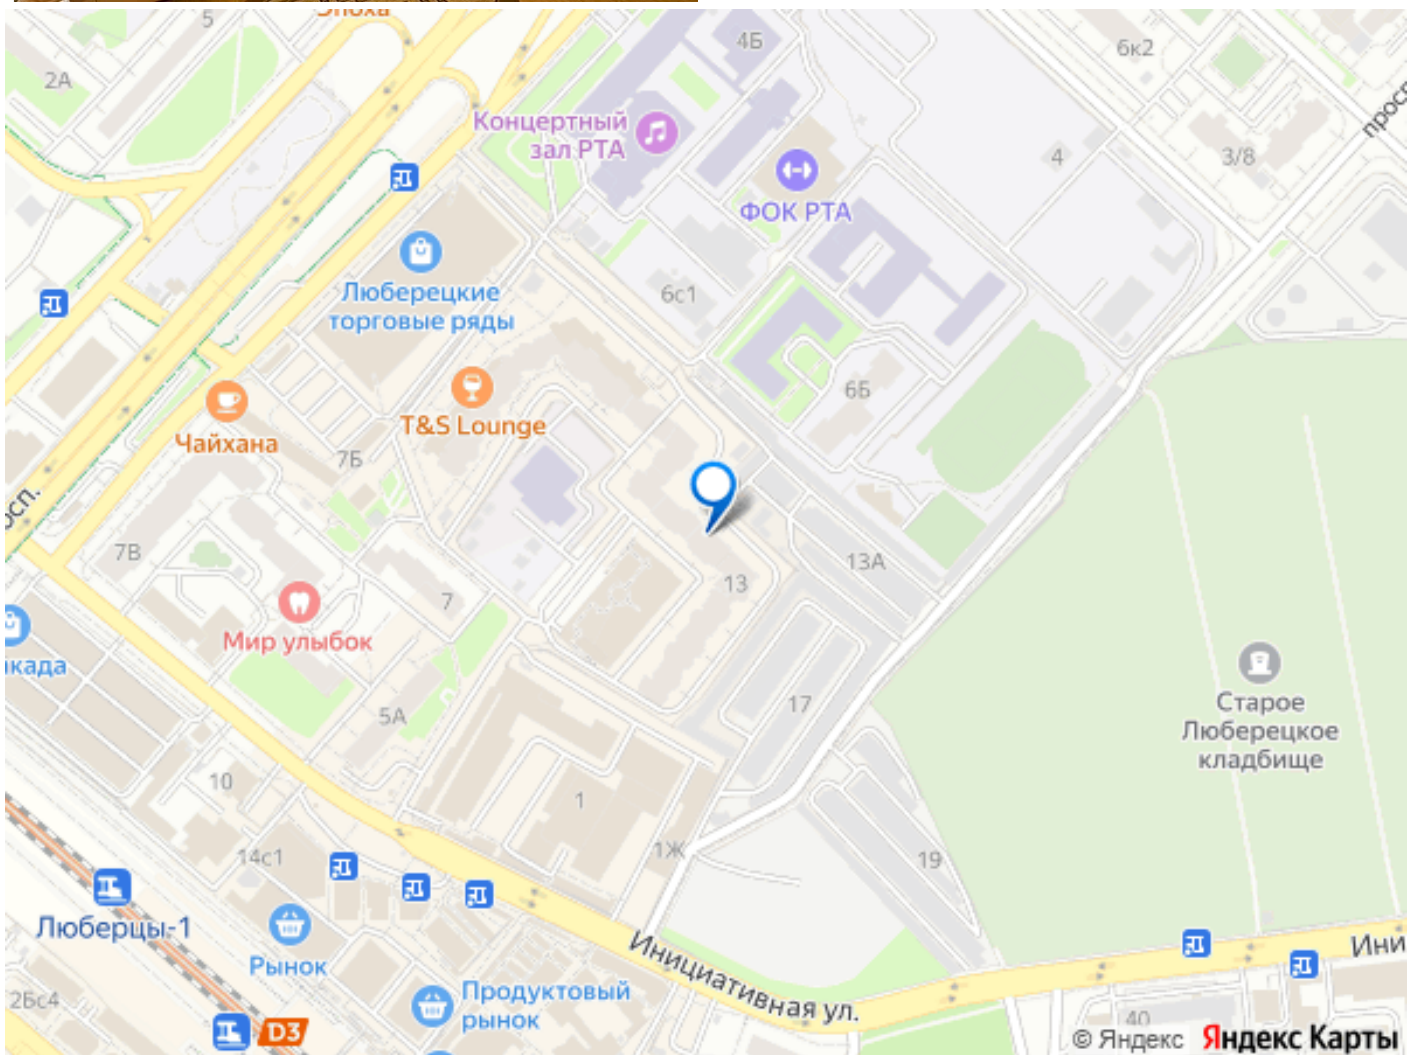 Эпоха
5
2А
4Б
6к2
Концертный
зал РТА
4
3/8
ФОК РТА
6с1
Люберецкие
торговые ряды
6Б
T&S Lounge
Чайхана
7Б
7В
13
13А
7
Мир улыбок
17
5А
Старое
Люберецкое
кладбище
10
1
1Ж
19
14с1
Люберцы-1
Рынок
Инициативная ул.
Продуктовый
рынок
2Бс4
D3
40
© Яндекс Яндекс Карты